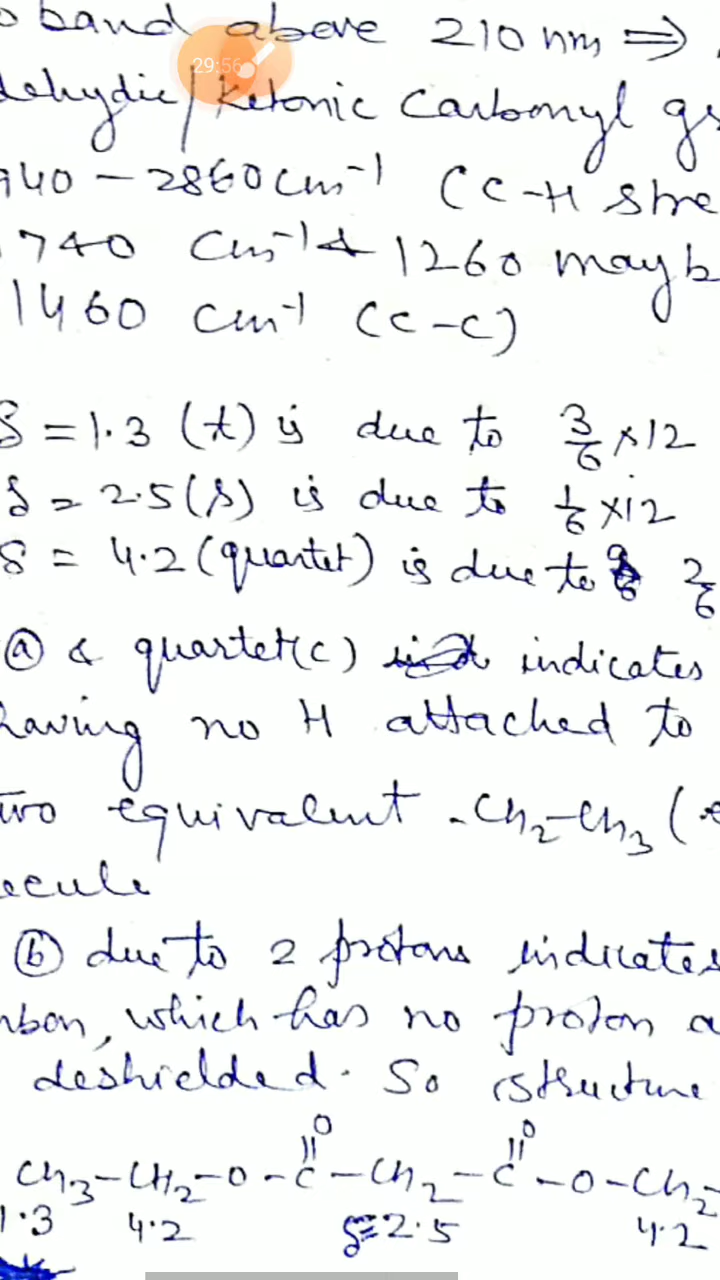 band above 210 nm ⇒
29:56
dehydic/ketonic carbonyl
940 – 2860 cm⁻¹ (C-H stre
740 cm⁻¹ & 1260 may b
1460 cm⁻¹ (C-C)
δ = 1.3 (t) is due to 3/6 × 12
δ = 2.5 (s) is due to 1/6 × 12
δ = 4.2 (quartet) is due to 2/6
ⓐ & quartet (c) indicates
having no H attached to
two equivalent -CH₂-CH₃ (
ecule
ⓑ due to 2 protons indicates
rbon, which has no proton a
deshielded. So structure
CH₃-CH₂-O-C(=O)-CH₂-C(=O)-O-CH₂-
1.3 4.2 δ=2.5 4.2